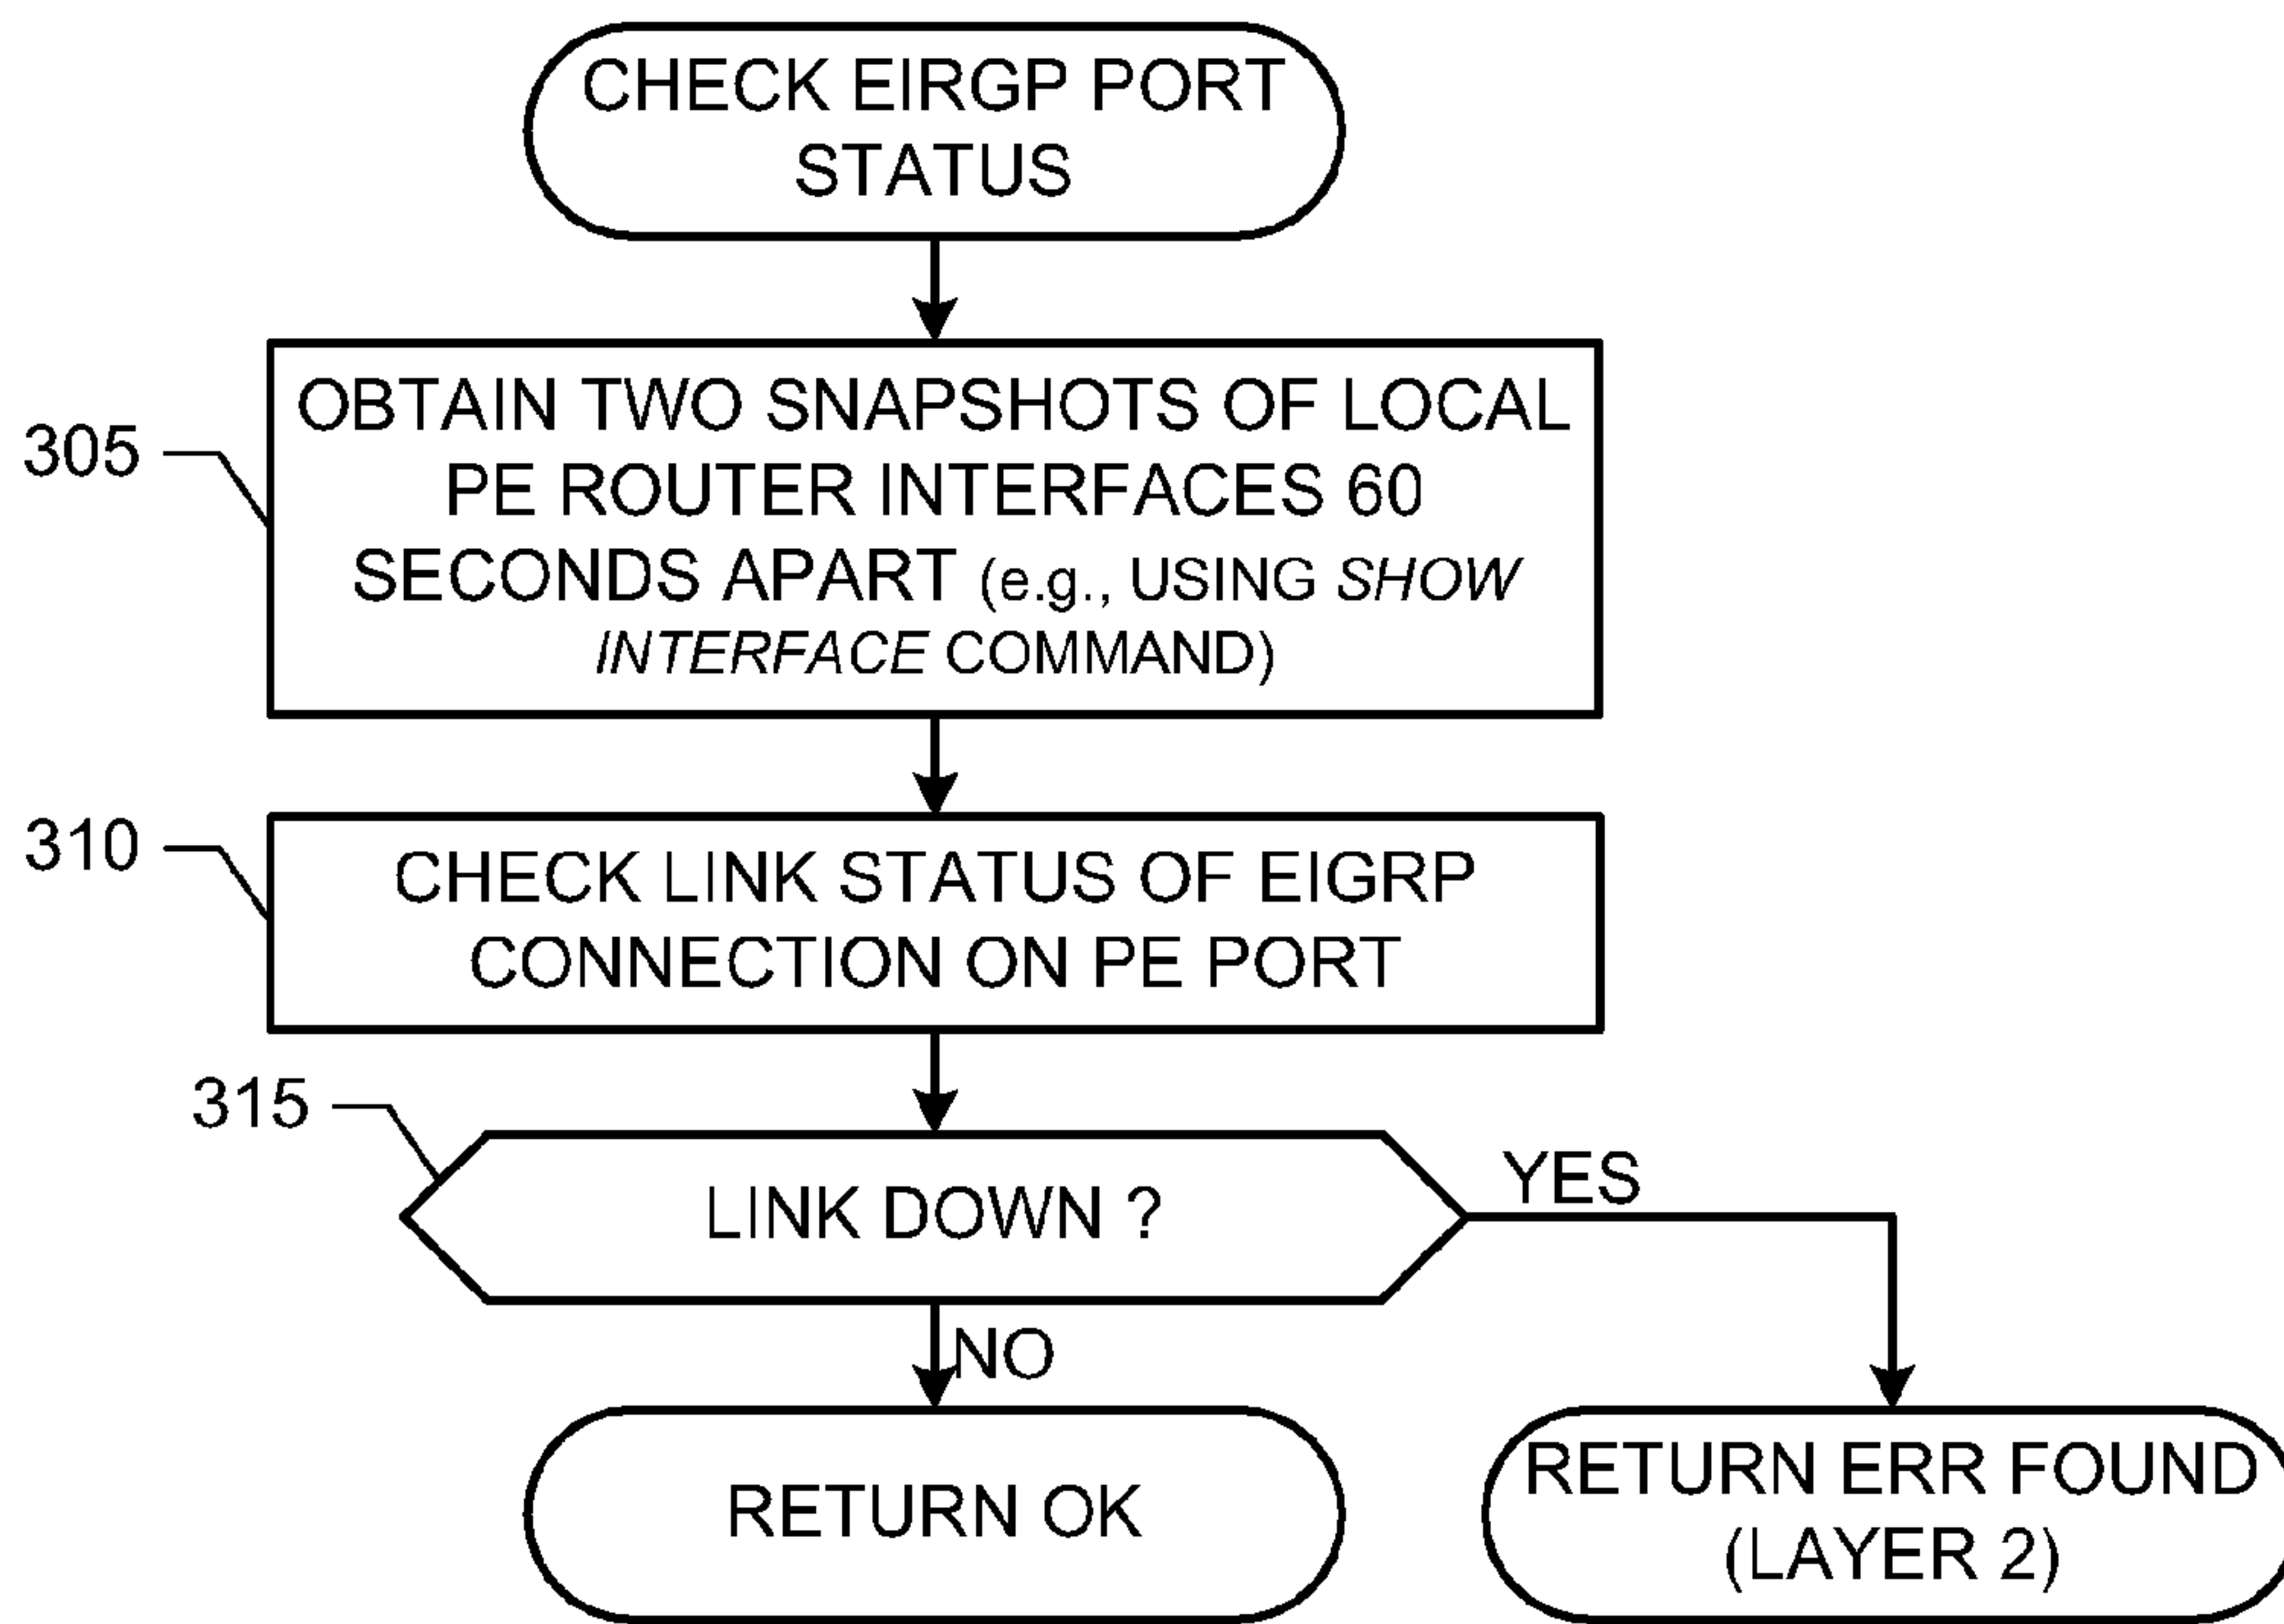 CHECK EIRGP PORT
STATUS
305
OBTAIN TWO SNAPSHOTS OF LOCAL
PE ROUTER INTERFACES 60
SECONDS APART (e.g., USING SHOW
INTERFACE COMMAND)
310
CHECK LINK STATUS OF EIGRP
CONNECTION ON PE PORT
315
LINK DOWN ?
YES
NO
RETURN OK
RETURN ERR FOUND
(LAYER 2)